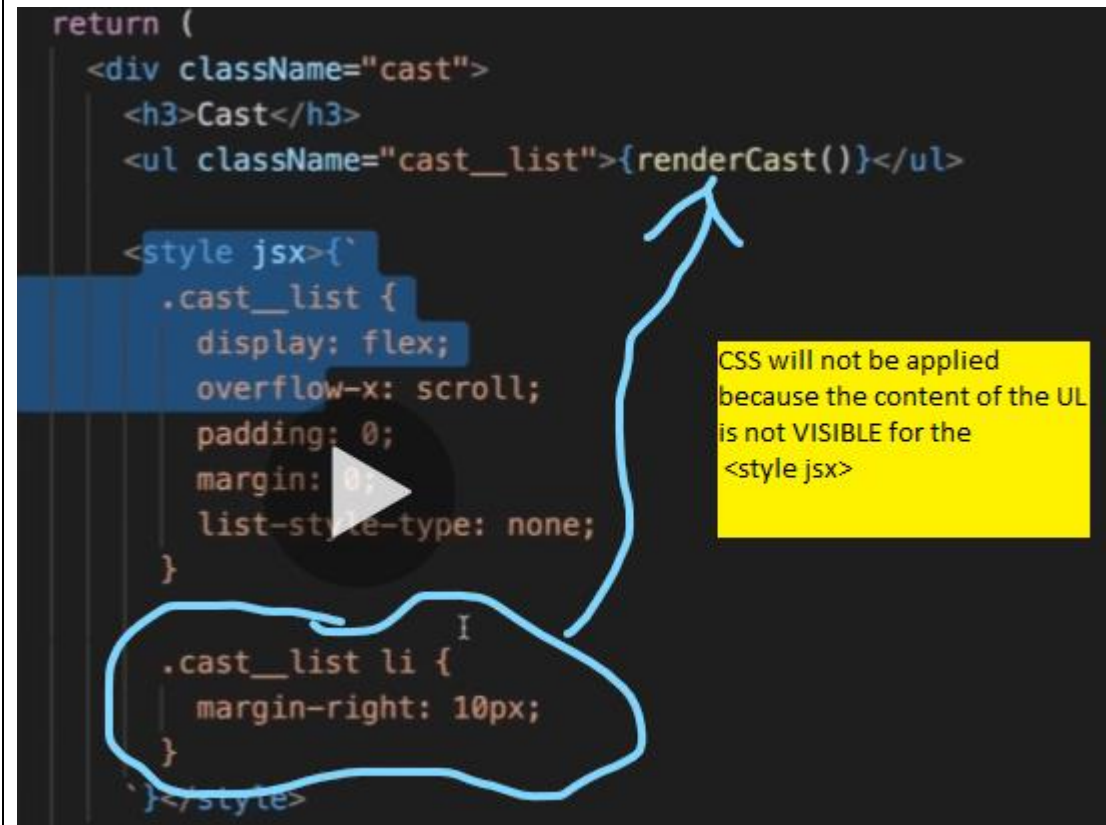 return (
<div className="cast">
<h3>Cast</h3>
<ul className="cast__list">{renderCast()}</ul>
<style jsx>{`
.cast__list {
display: flex;
overflow-x: scroll;
padding: 0;
margin: 0;
list-style-type: none;
}
.cast__list li {
margin-right: 10px;
}
`}</style>
CSS will not be applied
because the content of the UL
is not VISIBLE for the
<style jsx>